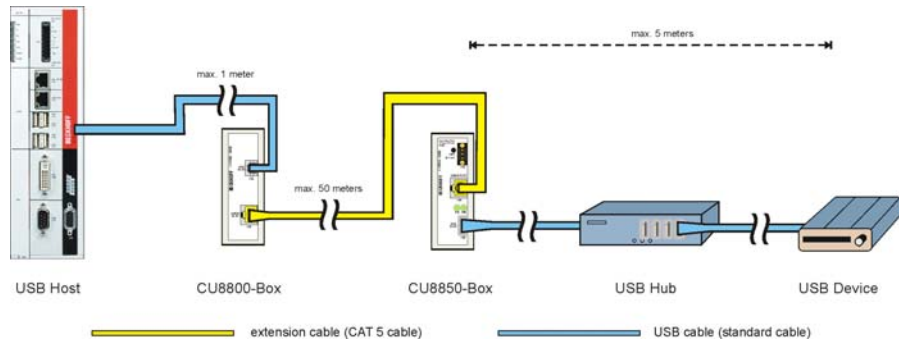 max. 5 meters
max. 1 meter
BECKHOFF
max. 50 meters
USB Host
CU8800-Box
CU8850-Box
USB Hub
USB Device
extension cable (CAT 5 cable)
USB cable (standard cable)